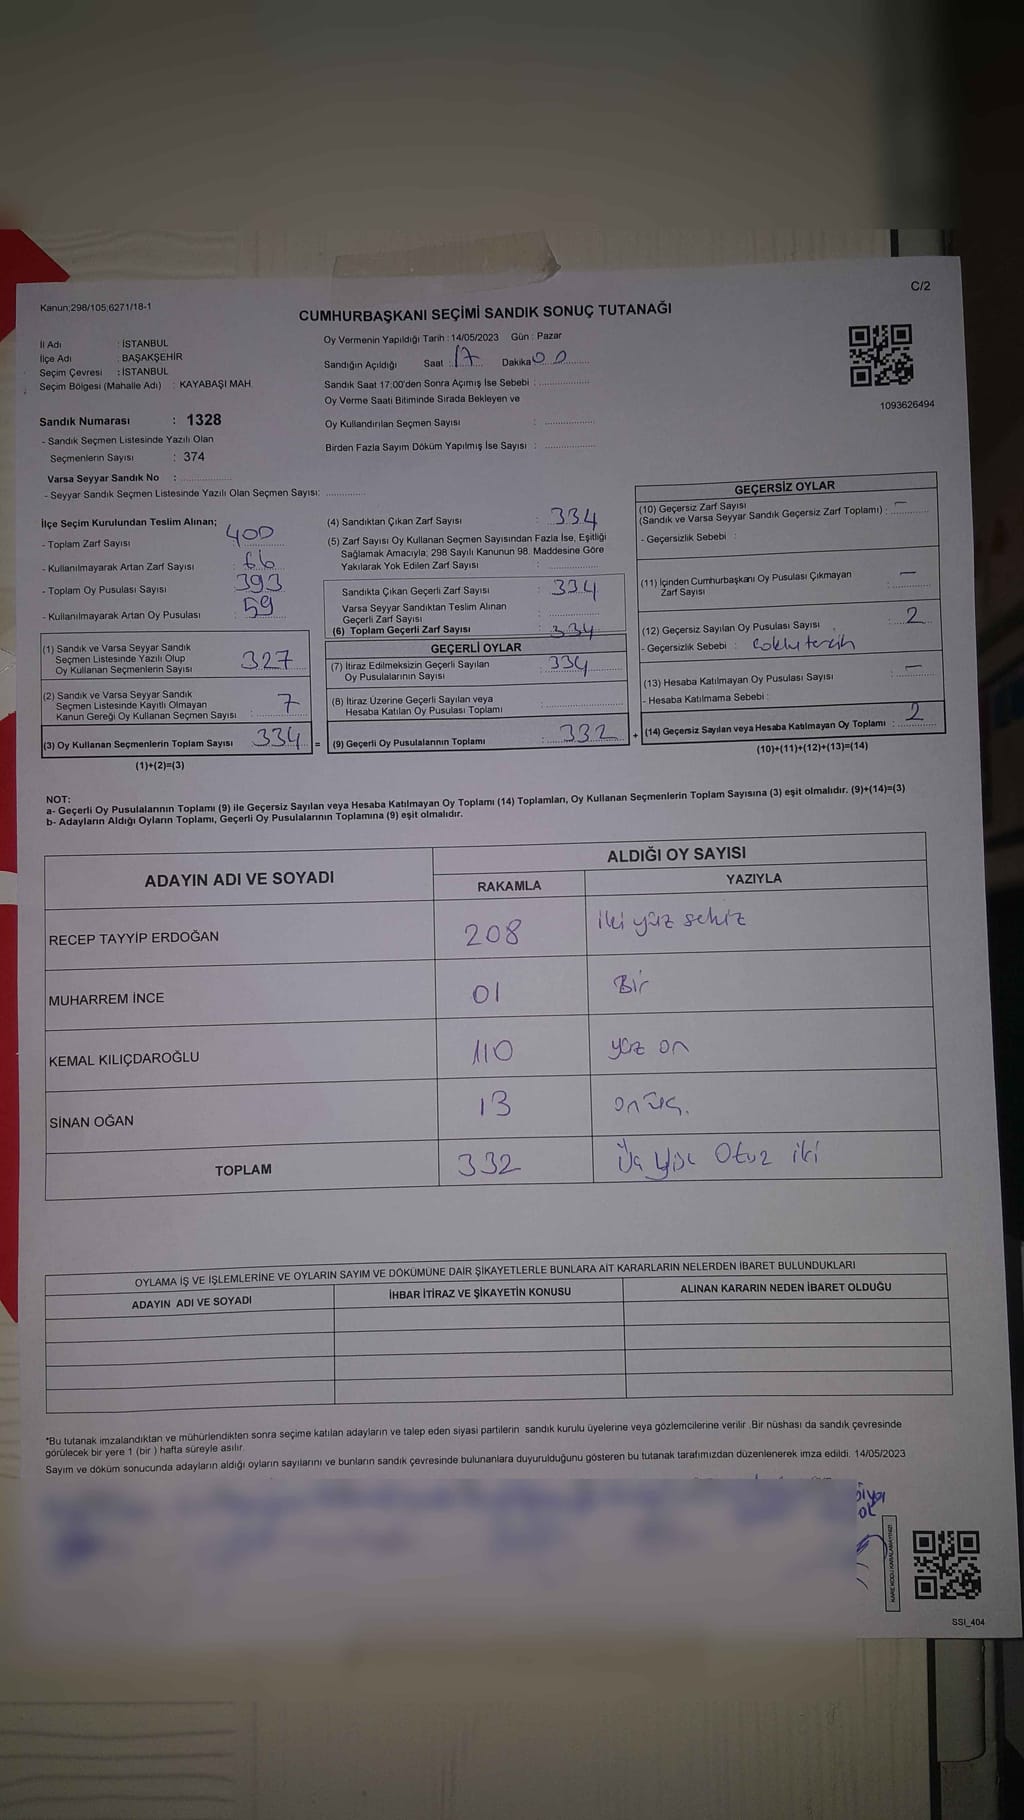 C/2
Kanun;298/105;6271/18-1
CUMHURBAŞKANI SEÇİMİ SANDIK SONUÇ TUTANAĞI
İl Adı : İSTANBUL
İlçe Adı : BAŞAKŞEHİR
Seçim Çevresi : İSTANBUL
Seçim Bölgesi (Mahalle Adı) : KAYABAŞI MAH.
Oy Vermenin Yapıldığı Tarih : 14/05/2023 Gün : Pazar
Sandığın Açıldığı Saat : 17 Dakika 00
Sandık Saat 17:00'den Sonra Açımış İse Sebebi :
Oy Verme Saati Bitiminde Sırada Bekleyen ve
Oy Kullandırılan Seçmen Sayısı :
Birden Fazla Sayım Döküm Yapılmış İse Sayısı :
1093626494
Sandık Numarası : 1328
- Sandık Seçmen Listesinde Yazılı Olan
Seçmenlerin Sayısı : 374
Varsa Seyyar Sandık No :
- Seyyar Sandık Seçmen Listesinde Yazılı Olan Seçmen Sayısı:
İlçe Seçim Kurulundan Teslim Alınan;
- Toplam Zarf Sayısı : 400
- Kullanılmayarak Artan Zarf Sayısı : 66
- Toplam Oy Pusulası Sayısı : 393
- Kullanılmayarak Artan Oy Pusulası : 59
(1) Sandık ve Varsa Seyyar Sandık
Seçmen Listesinde Yazılı Olup
Oy Kullanan Seçmenlerin Sayısı 327
(2) Sandık ve Varsa Seyyar Sandık
Seçmen Listesinde Kayıtlı Olmayan
Kanun Gereği Oy Kullanan Seçmen Sayısı : 7
(3) Oy Kullanan Seçmenlerin Toplam Sayısı 334 =
(1)+(2)=(3)
(4) Sandıktan Çıkan Zarf Sayısı : 334
(5) Zarf Sayısı Oy Kullanan Seçmen Sayısından Fazla İse, Eşitliği
Sağlamak Amacıyla; 298 Sayılı Kanunun 98. Maddesine Göre
Yakılarak Yok Edilen Zarf Sayısı :
Sandıkta Çıkan Geçerli Zarf Sayısı : 334
Varsa Seyyar Sandıktan Teslim Alınan
Geçerli Zarf Sayısı :
(6) Toplam Geçerli Zarf Sayısı : 334
GEÇERLİ OYLAR
(7) İtiraz Edilmeksizin Geçerli Sayılan
Oy Pusulalarının Sayısı : 334
(8) İtiraz Üzerine Geçerli Sayılan veya
Hesaba Katılan Oy Pusulası Toplamı :
(9) Geçerli Oy Pusulalarının Toplamı : 332 +
GEÇERSİZ OYLAR
(10) Geçersiz Zarf Sayısı
(Sandık ve Varsa Seyyar Sandık Geçersiz Zarf Toplamı) : —
- Geçersizlik Sebebi :
(11) İçinden Cumhurbaşkanı Oy Pusulası Çıkmayan
Zarf Sayısı : —
(12) Geçersiz Sayılan Oy Pusulası Sayısı : 2
- Geçersizlik Sebebi : Çoklu tercih
(13) Hesaba Katılmayan Oy Pusulası Sayısı : —
- Hesaba Katılmama Sebebi :
(14) Geçersiz Sayılan veya Hesaba Katılmayan Oy Toplamı : 2
(10)+(11)+(12)+(13)=(14)
NOT:
a- Geçerli Oy Pusulalarının Toplamı (9) ile Geçersiz Sayılan veya Hesaba Katılmayan Oy Toplamı (14) Toplamları, Oy Kullanan Seçmenlerin Toplam Sayısına (3) eşit olmalıdır. (9)+(14)=(3)
b- Adayların Aldığı Oyların Toplamı, Geçerli Oy Pusulalarının Toplamına (9) eşit olmalıdır.
ADAYIN ADI VE SOYADI
ALDIĞI OY SAYISI
RAKAMLA YAZIYLA
RECEP TAYYİP ERDOĞAN 208 iki yüz sekiz
MUHARREM İNCE 01 Bir
KEMAL KILIÇDAROĞLU 110 yüz on
SİNAN OĞAN 13 onüç.
TOPLAM 332 Üç yüz Otuz iki
OYLAMA İŞ VE İŞLEMLERİNE VE OYLARIN SAYIM VE DÖKÜMÜNE DAİR ŞİKAYETLERLE BUNLARA AİT KARARLARIN NELERDEN İBARET BULUNDUKLARI
ADAYIN ADI VE SOYADI İHBAR İTİRAZ VE ŞİKAYETİN KONUSU ALINAN KARARIN NEDEN İBARET OLDUĞU
*Bu tutanak imzalandıktan ve mühürlendikten sonra seçime katılan adayların ve talep eden siyasi partilerin sandık kurulu üyelerine veya gözlemcilerine verilir .Bir nüshası da sandık çevresinde
görülecek bir yere 1 (bir ) hafta süreyle asılır.
Sayım ve döküm sonucunda adayların aldığı oyların sayılarını ve bunların sandık çevresinde bulunanlara duyurulduğunu gösteren bu tutanak tarafımızdan düzenlenerek imza edildi. 14/05/2023
KARE KODU KARALAMAYINIZ!
SSI_404